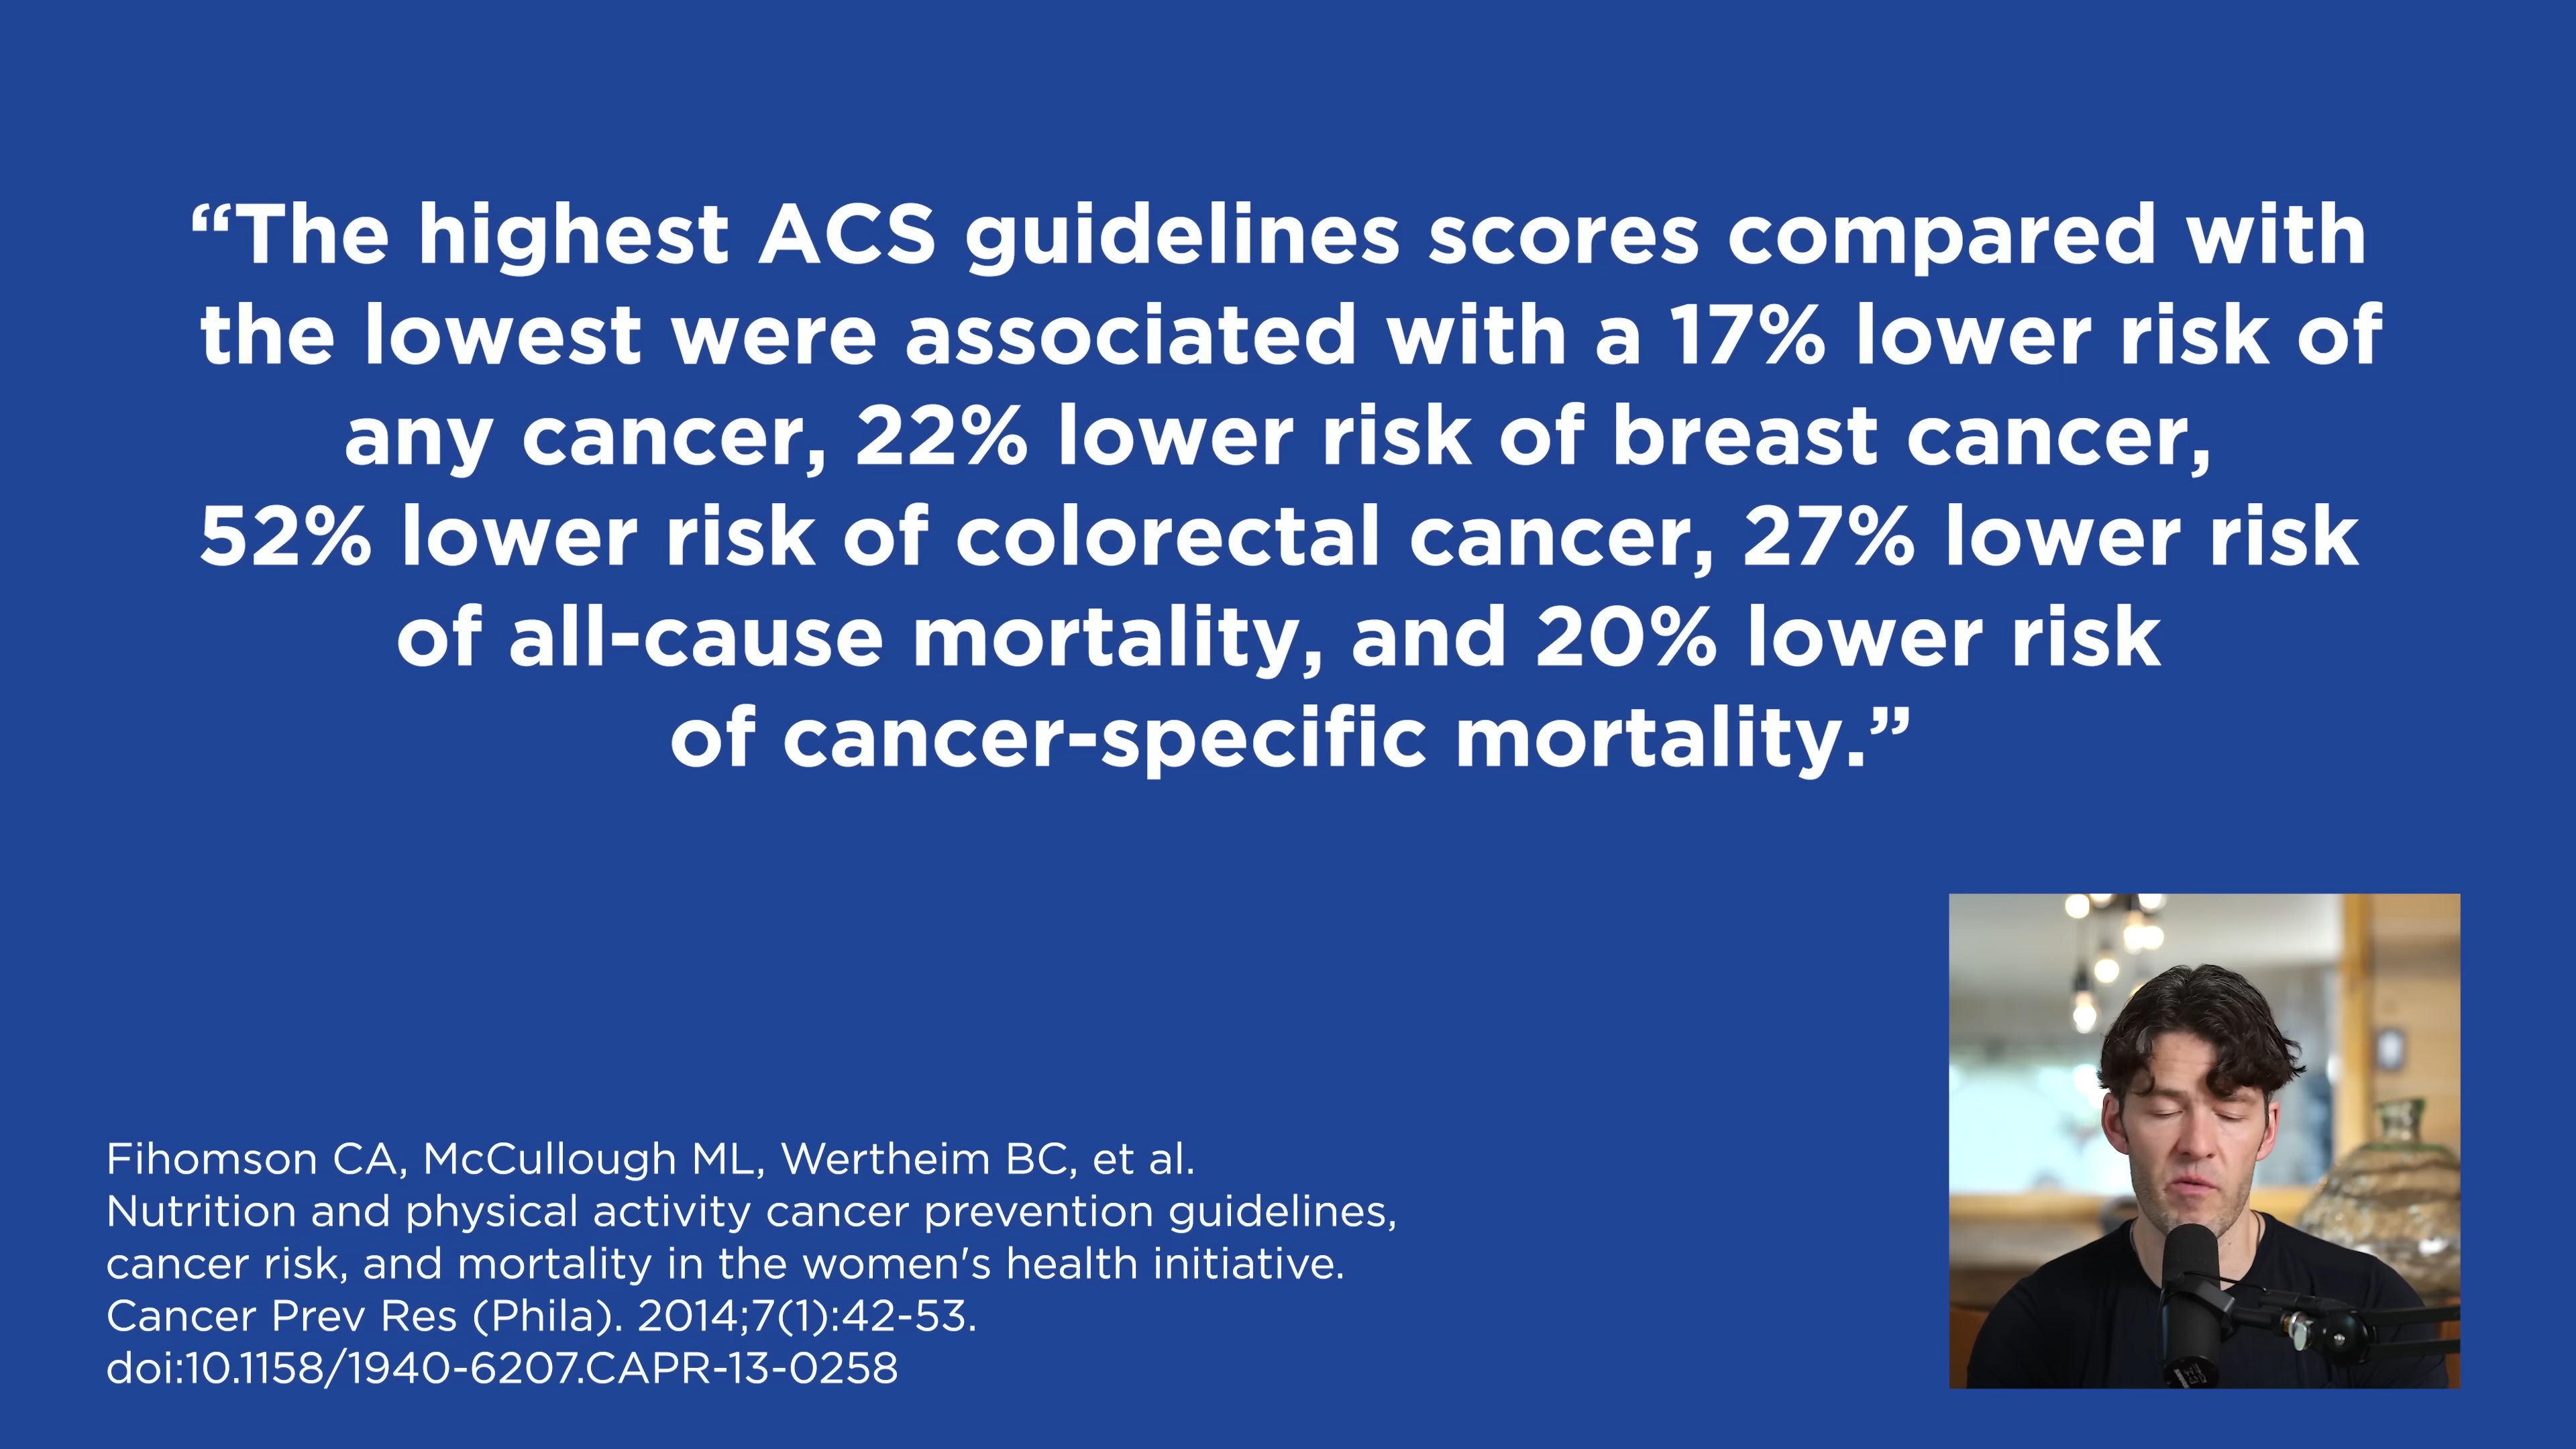 “The highest ACS guidelines scores compared with
the lowest were associated with a 17% lower risk of
any cancer, 22% lower risk of breast cancer,
52% lower risk of colorectal cancer, 27% lower risk
of all-cause mortality, and 20% lower risk
of cancer-specific mortality.”
Fihomson CA, McCullough ML, Wertheim BC, et al.
Nutrition and physical activity cancer prevention guidelines,
cancer risk, and mortality in the women's health initiative.
Cancer Prev Res (Phila). 2014;7(1):42-53.
doi:10.1158/1940-6207.CAPR-13-0258